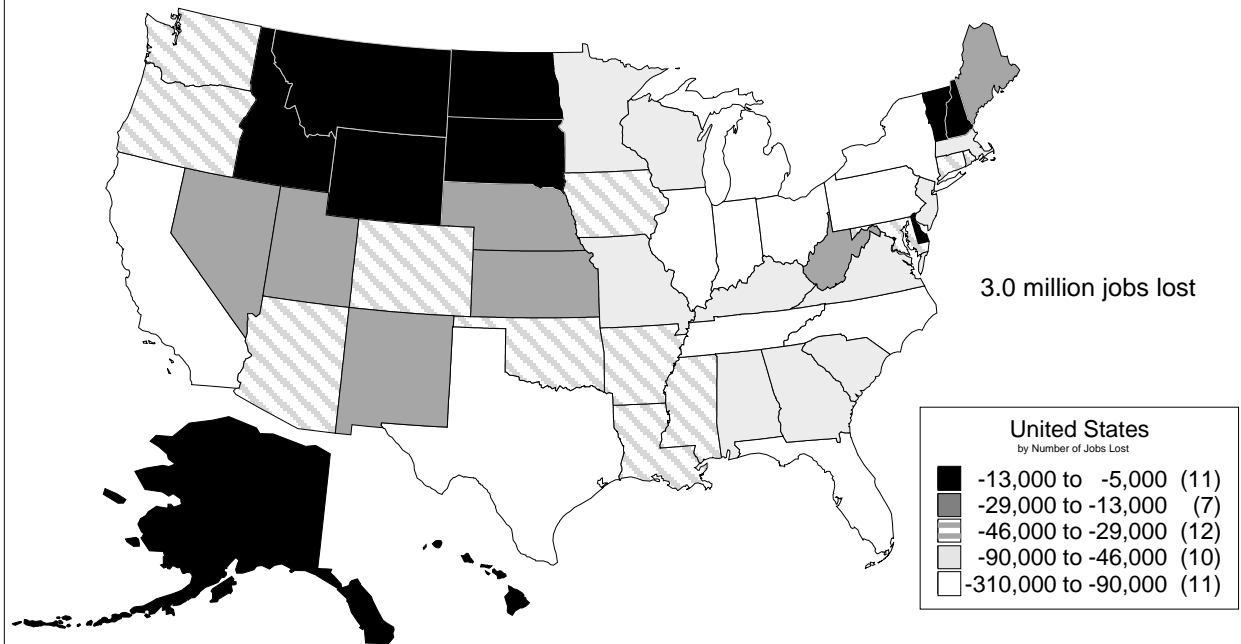 3.0 million jobs lost
United States
by Number of Jobs Lost
-13,000 to -5,000 (11)
-29,000 to -13,000 (7)
-46,000 to -29,000 (12)
-90,000 to -46,000 (10)
-310,000 to -90,000 (11)